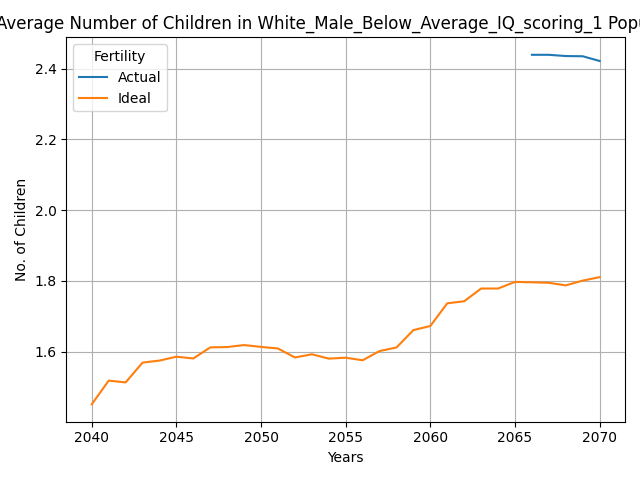 Average Number of Children in White_Male_Below_Average_IQ_scoring_1 Popu
Fertility
Actual
Ideal
2.4
2.2
2.0
1.8
1.6
No. of Children
2040 2045 2050 2055 2060 2065 2070
Years